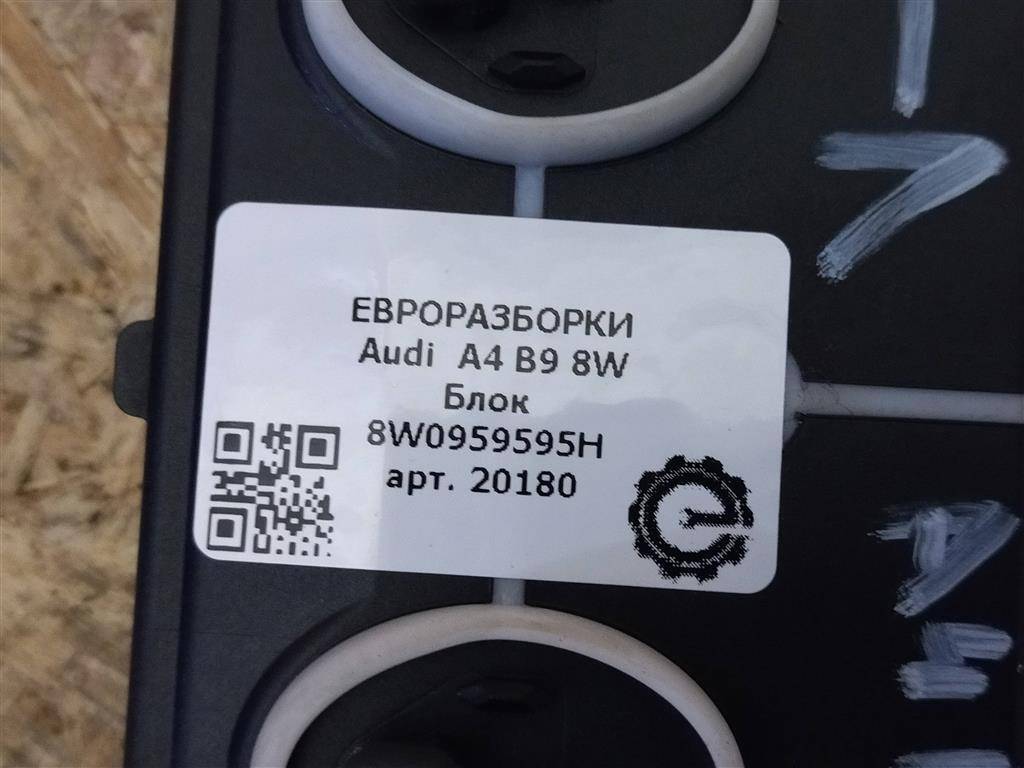 ЕВРОРАЗБОРКИ
Audi A4 B9 8W
Блок
8W0959595H
арт. 20180